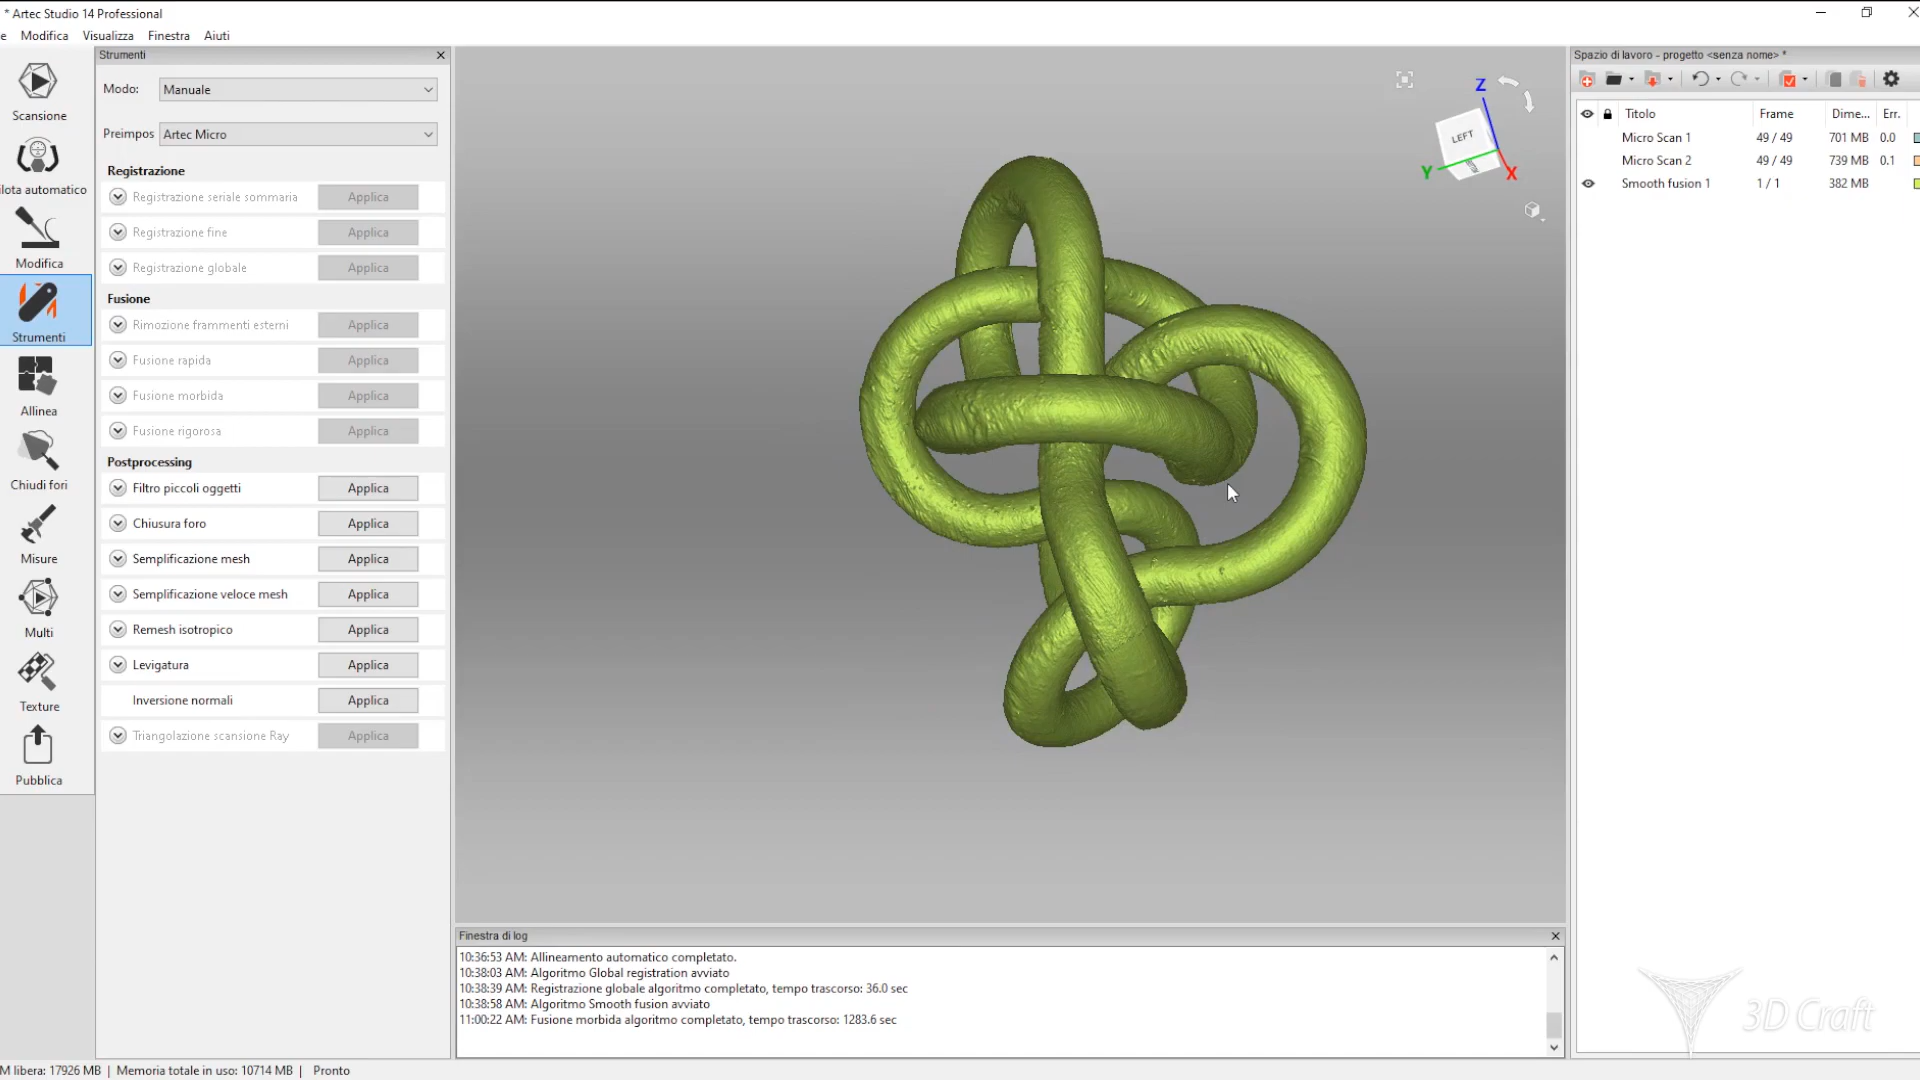 * Artec Studio 14 Professional
e Modifica Visualizza Finestra Aiuti
Strumenti
Modo: Manuale
Preimpos Artec Micro
Registrazione
Registrazione seriale sommaria Applica
Registrazione fine Applica
Registrazione globale Applica
Fusione
Rimozione frammenti esterni Applica
Fusione rapida Applica
Fusione morbida Applica
Fusione rigorosa Applica
Postprocessing
Filtro piccoli oggetti Applica
Chiusura foro Applica
Semplificazione mesh Applica
Semplificazione veloce mesh Applica
Remesh isotropico Applica
Levigatura Applica
Inversione normali Applica
Triangolazione scansione Ray Applica
Scansione
ilota automatico
Modifica
Strumenti
Allinea
Chiudi fori
Misure
Multi
Texture
Pubblica
Z
LEFT
Y
X
Spazio di lavoro - progetto <senza nome> *
Titolo Frame Dime... Err.
Micro Scan 1 49 / 49 701 MB 0.0
Micro Scan 2 49 / 49 739 MB 0.1
Smooth fusion 1 1 / 1 382 MB
Finestra di log
10:36:53 AM: Allineamento automatico completato.
10:38:03 AM: Algoritmo Global registration avviato
10:38:39 AM: Registrazione globale algoritmo completato, tempo trascorso: 36.0 sec
10:38:58 AM: Algoritmo Smooth fusion avviato
11:00:22 AM: Fusione morbida algoritmo completato, tempo trascorso: 1283.6 sec
3D Craft
M libera: 17926 MB | Memoria totale in uso: 10714 MB | Pronto